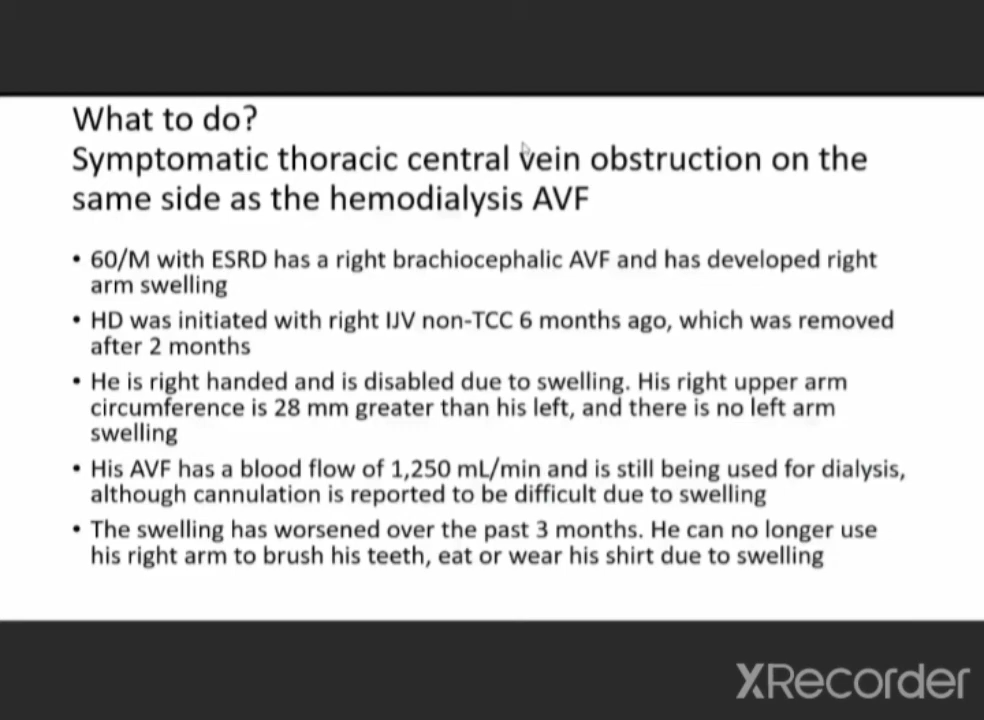 What to do?
Symptomatic thoracic central vein obstruction on the
same side as the hemodialysis AVF
• 60/M with ESRD has a right brachiocephalic AVF and has developed right
arm swelling
• HD was initiated with right IJV non-TCC 6 months ago, which was removed
after 2 months
• He is right handed and is disabled due to swelling. His right upper arm
circumference is 28 mm greater than his left, and there is no left arm
swelling
• His AVF has a blood flow of 1,250 mL/min and is still being used for dialysis,
although cannulation is reported to be difficult due to swelling
• The swelling has worsened over the past 3 months. He can no longer use
his right arm to brush his teeth, eat or wear his shirt due to swelling
XRecorder